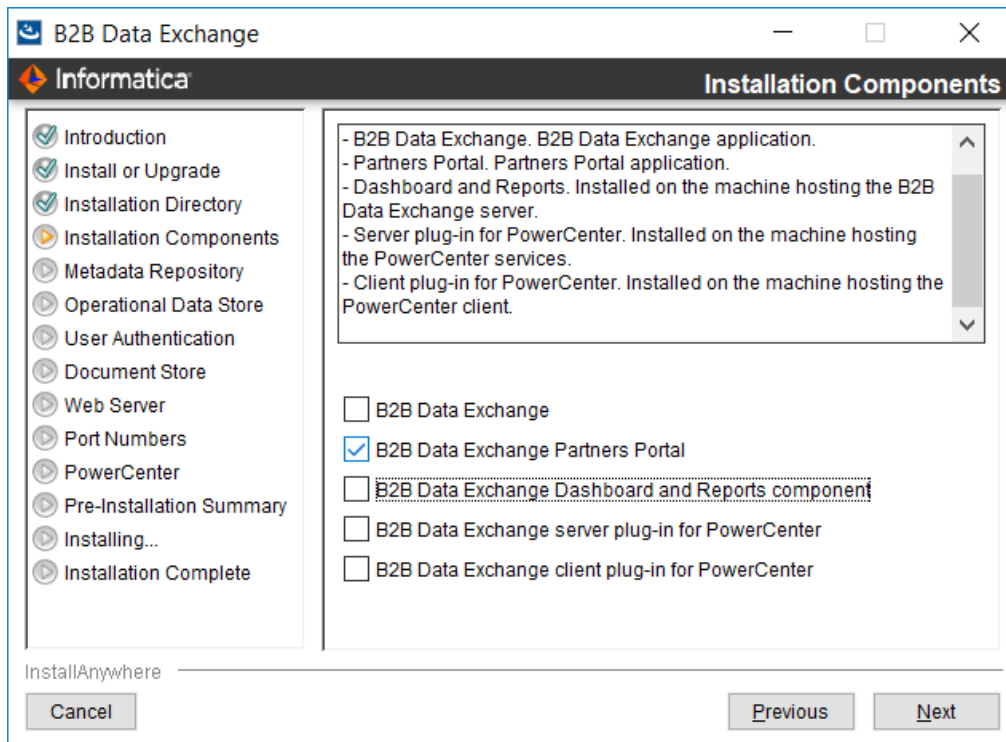 B2B Data Exchange
Informatica
Installation Components
Introduction
Install or Upgrade
Installation Directory
Installation Components
Metadata Repository
Operational Data Store
User Authentication
Document Store
Web Server
Port Numbers
PowerCenter
Pre-Installation Summary
Installing...
Installation Complete
- B2B Data Exchange. B2B Data Exchange application.
- Partners Portal. Partners Portal application.
- Dashboard and Reports. Installed on the machine hosting the B2B
Data Exchange server.
- Server plug-in for PowerCenter. Installed on the machine hosting
the PowerCenter services.
- Client plug-in for PowerCenter. Installed on the machine hosting the
PowerCenter client.
B2B Data Exchange
B2B Data Exchange Partners Portal
B2B Data Exchange Dashboard and Reports component
B2B Data Exchange server plug-in for PowerCenter
B2B Data Exchange client plug-in for PowerCenter
InstallAnywhere
Cancel
Previous
Next